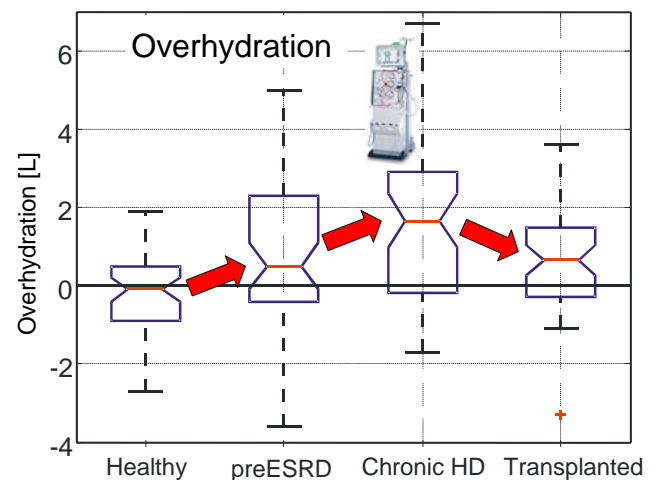 Overhydration
Overhydration [L]
6
4
2
0
-2
-4
Healthy preESRD Chronic HD Transplanted